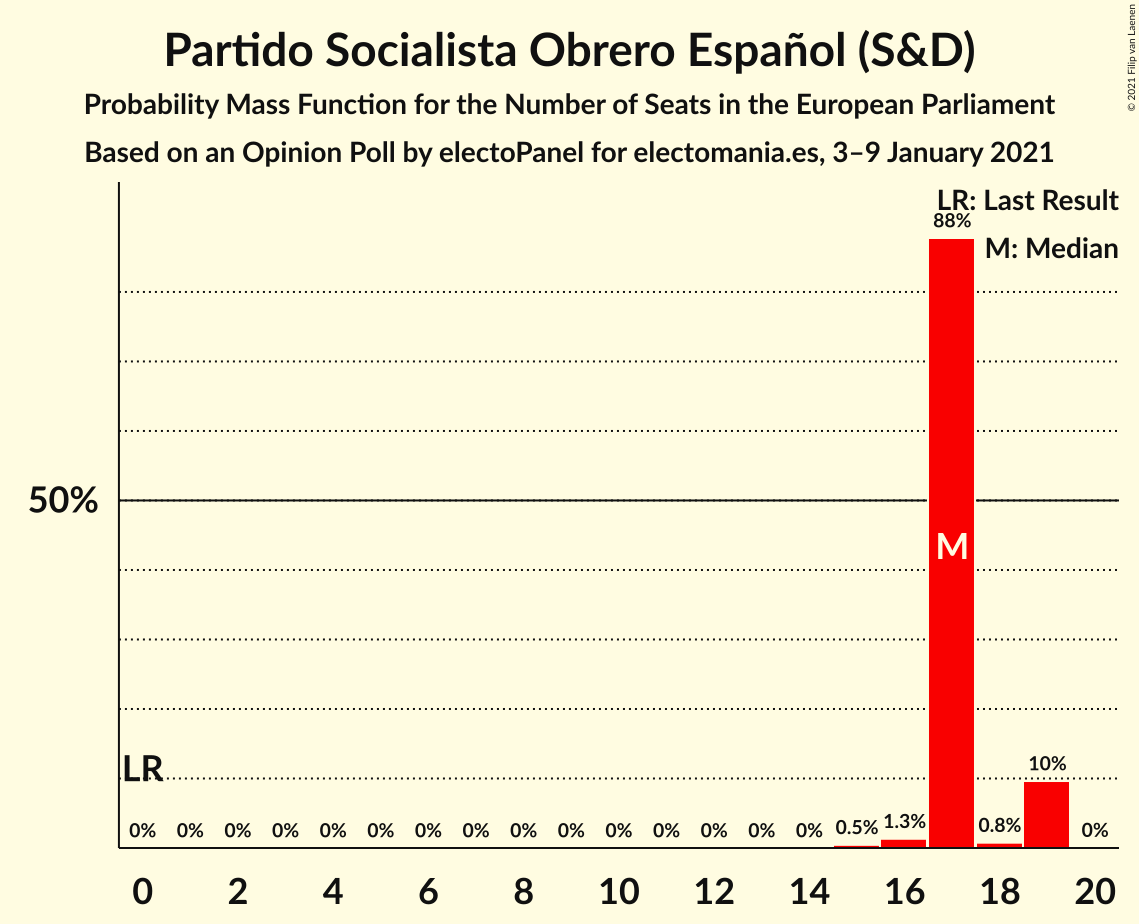 Partido Socialista Obrero Español (S&D)
Probability Mass Function for the Number of Seats in the European Parliament
Based on an Opinion Poll by electoPanel for electomania.es, 3–9 January 2021
© 2021 Filip van Laenen
LR: Last Result
M: Median
88%
50%
M
LR
0% 0% 0% 0% 0% 0% 0% 0% 0% 0% 0% 0% 0% 0% 0% 0.5% 1.3% 0.8% 10% 0%
0 2 4 6 8 10 12 14 16 18 20